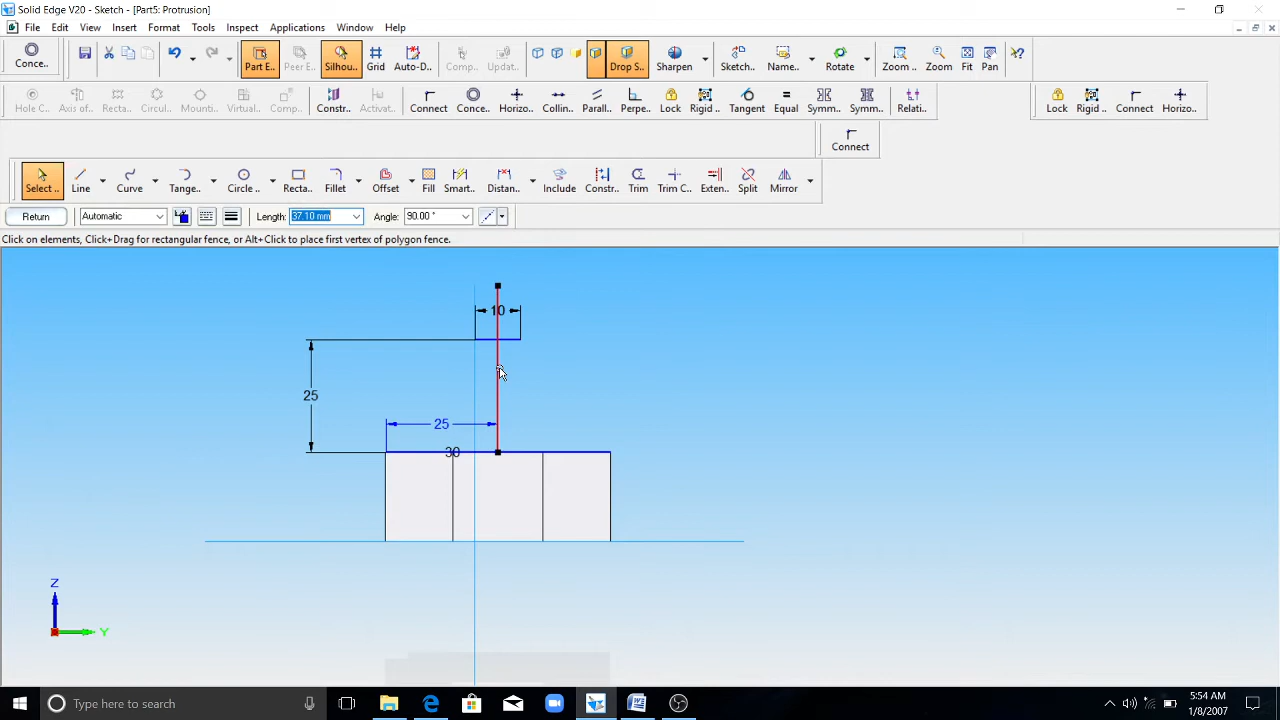 Solid Edge V20 - Sketch - [Part5: Protrusion]
File Edit View Insert Format Tools Inspect Applications Window Help
Conce.. Part E.. Peer E.. Silhou.. Grid Auto-D.. Comp.. Updat.. Drop S.. Sharpen Sketch.. Name.. Rotate Zoom .. Zoom Fit Pan
Hole C.. Axis of.. Recta.. Circul.. Mounti.. Virtual.. Comp.. Constr.. Activat.. Connect Conce.. Horizo.. Collin.. Parall.. Perpe.. Lock Rigid .. Tangent Equal Symm.. Symm.. Relati.. Lock Rigid .. Connect Horizo..
Connect
Select .. Line Curve Tange.. Circle .. Recta.. Fillet Offset Fill Smart.. Distan.. Include Constr.. Trim Trim C.. Exten.. Split Mirror
Return Automatic Length: 37.10 mm Angle: 90.00 °
Click on elements, Click+Drag for rectangular fence, or Alt+Click to place first vertex of polygon fence.
10
25
25
30
Z
Y
Type here to search
5:54 AM
1/8/2007